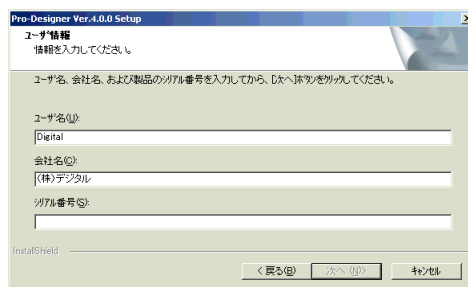 Pro-Designer Ver.4.0.0 Setup
ユーザ情報
情報を入力してください。
ユーザ名、会社名、および製品のシリアル番号を入力してから、[次へ]ボタンをクリックしてください。
ユーザ名(U):
Digital
会社名(C):
(株)デジタル
シリアル番号(S):
InstallShield
< 戻る(B)
次へ (N)>
キャンセル